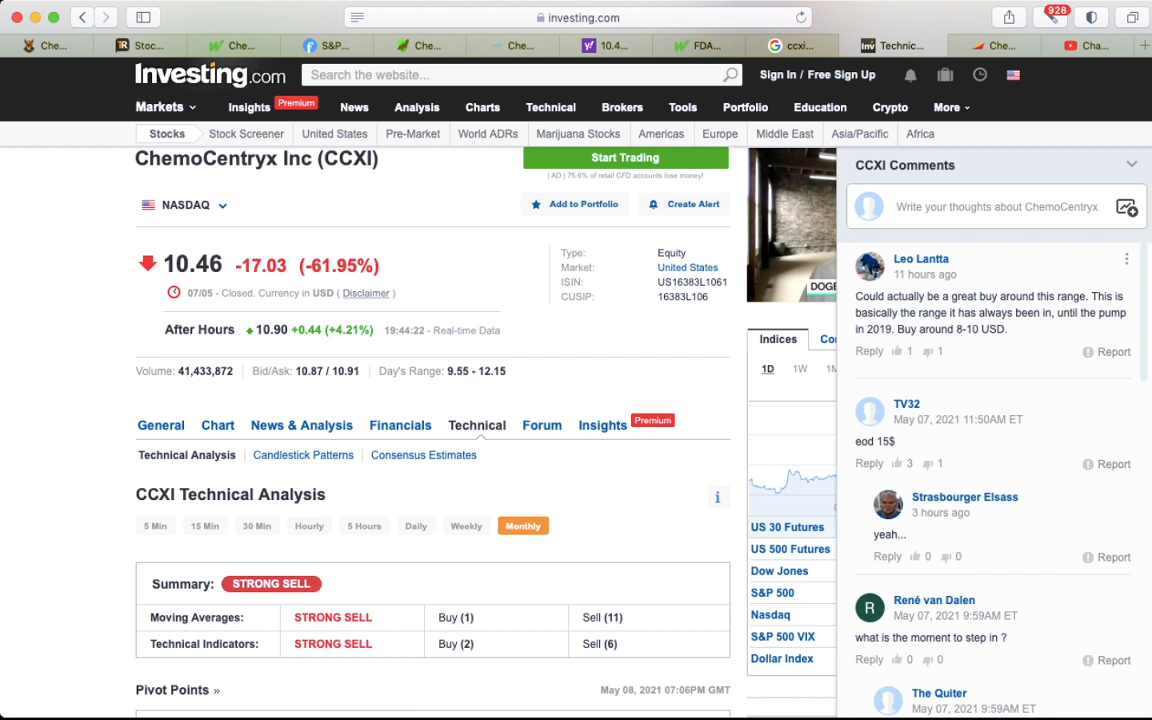 928
investing.com
Che...
Stoc...
Che...
S&P...
Che...
Che...
10.4...
FDA...
ccxi...
Technic...
Che...
Cha...
Investing.com
Search the website...
Sign In / Free Sign Up
Markets
Insights
Premium
News
Analysis
Charts
Technical
Brokers
Tools
Portfolio
Education
Crypto
More
Stocks
Stock Screener
United States
Pre-Market
World ADRs
Marijuana Stocks
Americas
Europe
Middle East
Asia/Pacific
Africa
ChemoCentryx Inc (CCXI)
Start Trading
| AD | 75.6% of retail CFD accounts lose money!
NASDAQ
Add to Portfolio
Create Alert
10.46 -17.03 (-61.95%)
07/05 - Closed. Currency in USD ( Disclaimer )
After Hours 10.90 +0.44 (+4.21%) 19:44:22 - Real-time Data
Type: Equity
Market: United States
ISIN: US16383L1061
CUSIP: 16383L106
Volume: 41,433,872
Bid/Ask: 10.87 / 10.91
Day's Range: 9.55 - 12.15
General
Chart
News & Analysis
Financials
Technical
Forum
Insights
Premium
Technical Analysis
Candlestick Patterns
Consensus Estimates
CCXI Technical Analysis
i
5 Min
15 Min
30 Min
Hourly
5 Hours
Daily
Weekly
Monthly
Summary: STRONG SELL
Moving Averages: STRONG SELL Buy (1) Sell (11)
Technical Indicators: STRONG SELL Buy (2) Sell (6)
Pivot Points »
May 08, 2021 07:06PM GMT
DOGE
Indices
1D
1W
US 30 Futures
US 500 Futures
Dow Jones
S&P 500
Nasdaq
S&P 500 VIX
Dollar Index
CCXI Comments
Write your thoughts about ChemoCentryx
Leo Lantta
11 hours ago
Could actually be a great buy around this range. This is
basically the range it has always been in, until the pump
in 2019. Buy around 8-10 USD.
Reply 1 1 Report
TV32
May 07, 2021 11:50AM ET
eod 15$
Reply 3 1 Report
Strasbourger Elsass
3 hours ago
yeah...
Reply 0 0 Report
R
René van Dalen
May 07, 2021 9:59AM ET
what is the moment to step in ?
Reply 0 0 Report
The Quiter
May 07, 2021 9:59AM ET